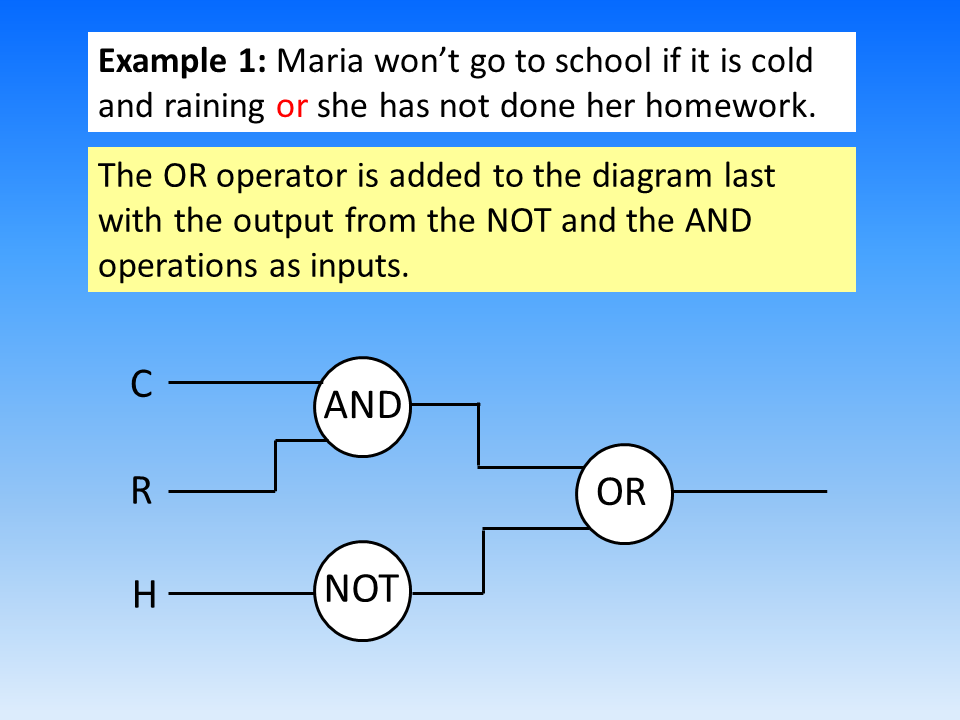 Example 1: Maria won’t go to school if it is cold
and raining or she has not done her homework.
The OR operator is added to the diagram last
with the output from the NOT and the AND
operations as inputs.
C
AND
R
OR
H
NOT